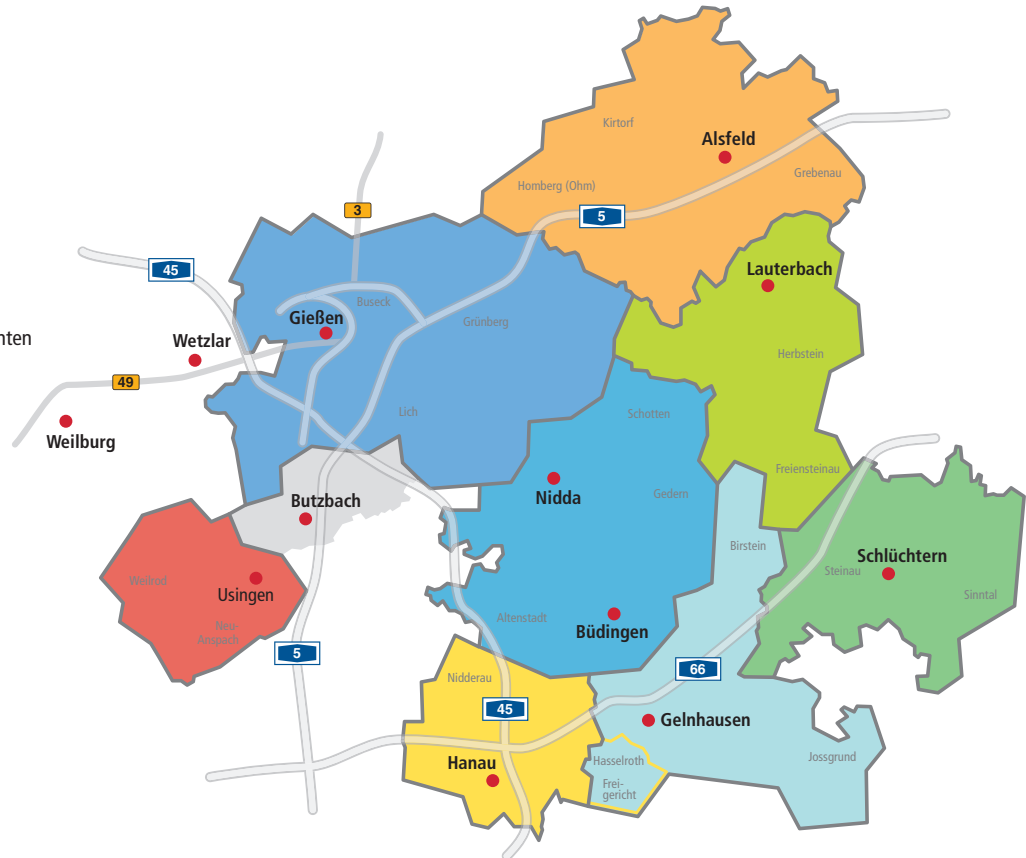 Kirtorf
Alsfeld
Grebenau
Homberg (Ohm)
5
3
45
Lauterbach
Buseck
Gießen
Grünberg
nten
Wetzlar
Herbstein
49
Lich
Schotten
Weilburg
Freiensteinau
Nidda
Gedern
Butzbach
Birstein
Schlüchtern
Steinau
Weilrod
Usingen
Sinntal
Altenstadt
Büdingen
Neu-
Anspach
5
66
Nidderau
45
Gelnhausen
Hanau
Hasselroth
Jossgrund
Frei-
gericht